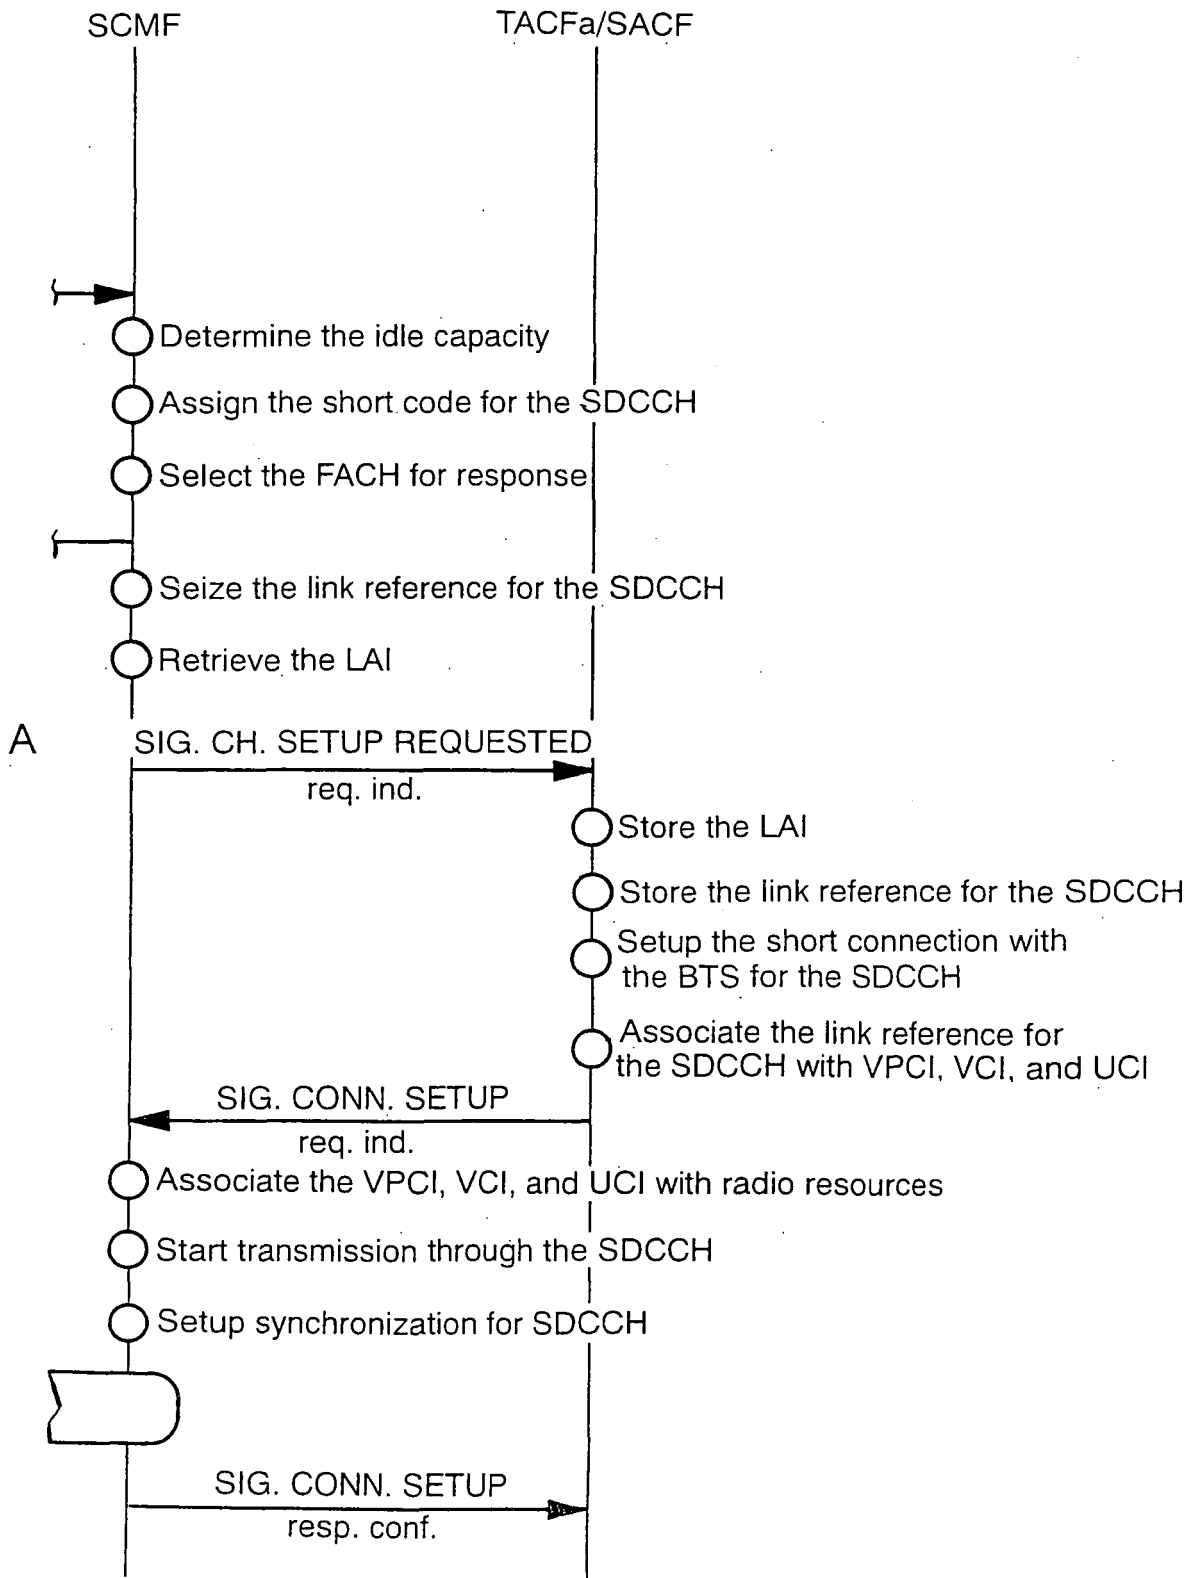 SCMF
TACFa/SACF
Determine the idle capacity
Assign the short code for the SDCCH
Select the FACH for response
Seize the link reference for the SDCCH
Retrieve the LAI
A
SIG. CH. SETUP REQUESTED
req. ind.
Store the LAI
Store the link reference for the SDCCH
Setup the short connection with
the BTS for the SDCCH
Associate the link reference for
the SDCCH with VPCI, VCI, and UCI
SIG. CONN. SETUP
req. ind.
Associate the VPCI, VCI, and UCI with radio resources
Start transmission through the SDCCH
Setup synchronization for SDCCH
SIG. CONN. SETUP
resp. conf.